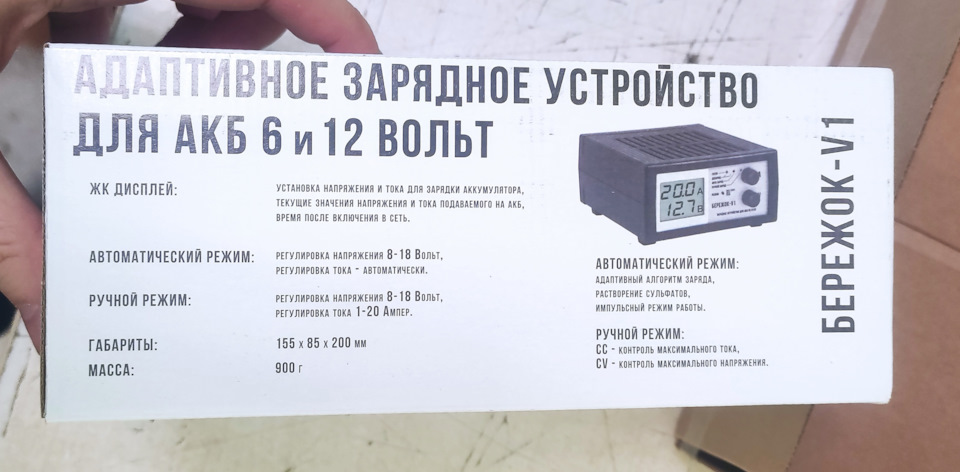 АДАПТИВНОЕ ЗАРЯДНОЕ УСТРОЙСТВО
ДЛЯ АКБ 6 и 12 ВОЛЬТ
ЖК ДИСПЛЕЙ:
УСТАНОВКА НАПРЯЖЕНИЯ И ТОКА ДЛЯ ЗАРЯДКИ АККУМУЛЯТОРА,
ТЕКУЩИЕ ЗНАЧЕНИЯ НАПРЯЖЕНИЯ И ТОКА ПОДАВАЕМОГО НА АКБ,
ВРЕМЯ ПОСЛЕ ВКЛЮЧЕНИЯ В СЕТЬ.
АВТОМАТИЧЕСКИЙ РЕЖИМ:
РЕГУЛИРОВКА НАПРЯЖЕНИЯ 8-18 Вольт,
РЕГУЛИРОВКА ТОКА - АВТОМАТИЧЕСКИ.
РУЧНОЙ РЕЖИМ:
РЕГУЛИРОВКА НАПРЯЖЕНИЯ 8-18 Вольт,
РЕГУЛИРОВКА ТОКА 1-20 Ампер.
ГАБАРИТЫ:
155 х 85 х 200 мм
МАССА:
900 г
20.0 А
12.7 В
БЕРЕЖОК-V1
АВТОМАТИЧЕСКИЙ РЕЖИМ:
АДАПТИВНЫЙ АЛГОРИТМ ЗАРЯДА,
РАСТВОРЕНИЕ СУЛЬФАТОВ,
ИМПУЛЬСНЫЙ РЕЖИМ РАБОТЫ.
РУЧНОЙ РЕЖИМ:
CC - КОНТРОЛЬ МАКСИМАЛЬНОГО ТОКА,
CV - КОНТРОЛЬ МАКСИМАЛЬНОГО НАПРЯЖЕНИЯ.
БЕРЕЖОК-V1